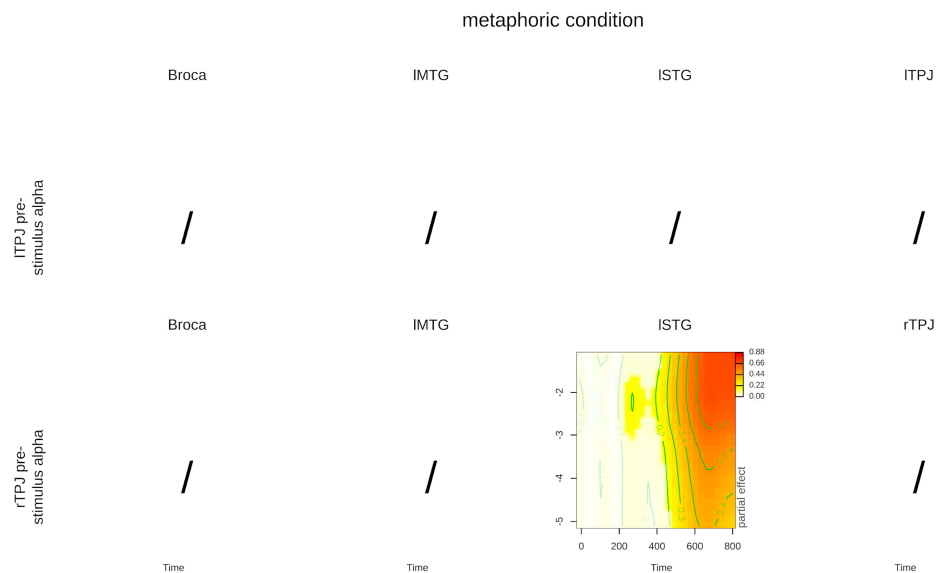 metaphoric condition
Broca
lMTG
lSTG
lTPJ
lTPJ pre-
stimulus alpha
/
/
/
/
Broca
lMTG
lSTG
rTPJ
rTPJ pre-
stimulus alpha
/
/
/
0.88
0.66
0.44
0.22
0.00
partial effect
-2
-3
-4
-5
0 200 400 600 800
Time
Time
Time
Time